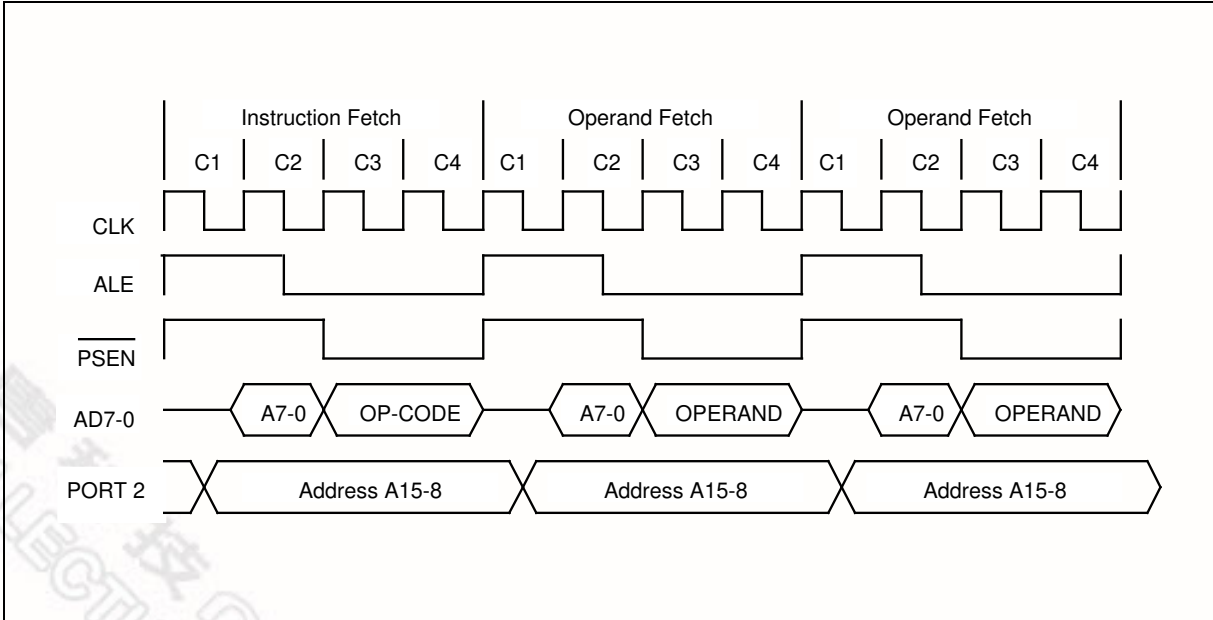 Instruction Fetch Operand Fetch Operand Fetch
C1 C2 C3 C4 C1 C2 C3 C4 C1 C2 C3 C4
CLK
ALE
PSEN
AD7-0 A7-0 OP-CODE A7-0 OPERAND A7-0 OPERAND
PORT 2 Address A15-8 Address A15-8 Address A15-8